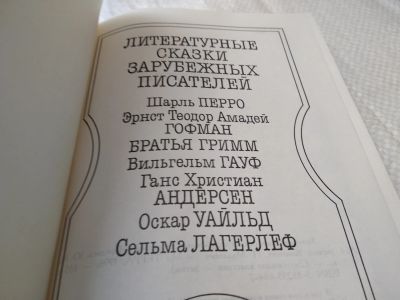 ЛИТЕРАТУРНЫЕ
СКАЗКИ
ЗАРУБЕЖНЫХ
ПИСАТЕЛЕЙ
Шарль ПЕРРО
Эрнст Теодор Амадей
ГОФМАН
БРАТЬЯ ГРИММ
Вильгельм ГАУФ
Ганс Христиан
АНДЕРСЕН
Оскар УАЙЛЬД
Сельма ЛАГЕРЛЕФ